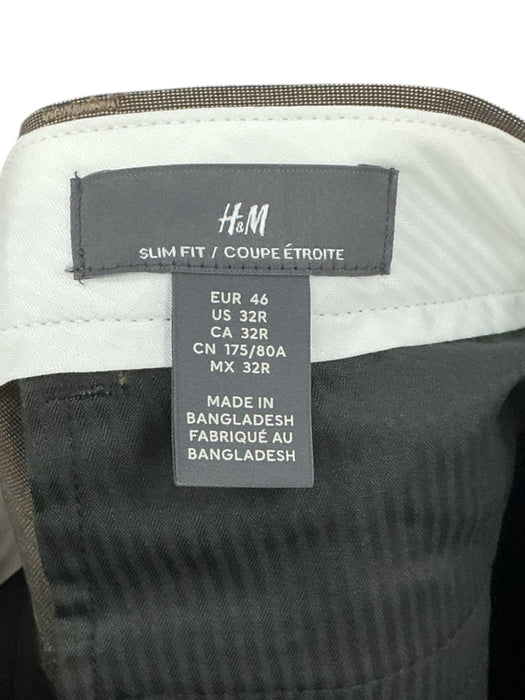 H&M
SLIM FIT / COUPE ÉTROITE
EUR 46
US 32R
CA 32R
CN 175/80A
MX 32R
MADE IN
BANGLADESH
FABRIQUÉ AU
BANGLADESH